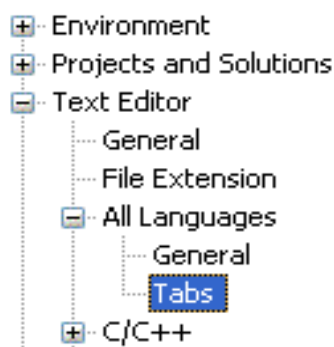 Environment
Projects and Solutions
Text Editor
General
File Extension
All Languages
General
Tabs
C/C++